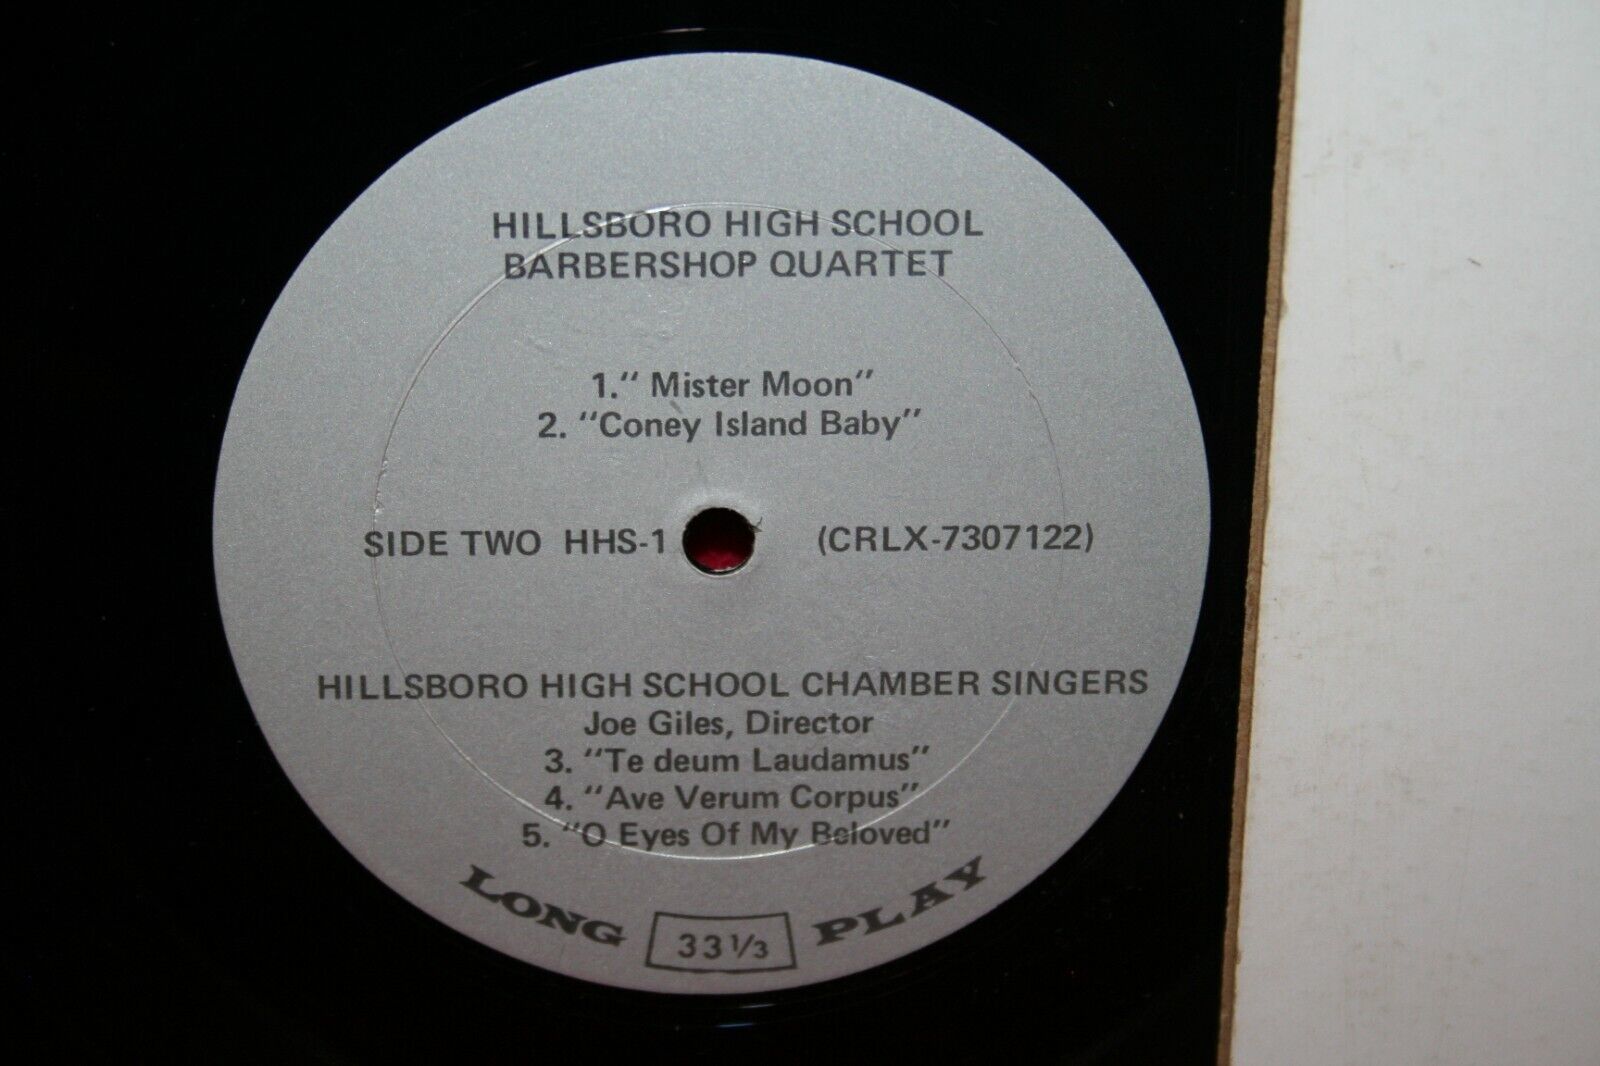 HILLSBORO HIGH SCHOOL
BARBERSHOP QUARTET
1." Mister Moon"
2. "Coney Island Baby"
SIDE TWO HHS-1 (CRLX-7307122)
HILLSBORO HIGH SCHOOL CHAMBER SINGERS
Joe Giles, Director
3. "Te deum Laudamus"
4. "Ave Verum Corpus"
5. "O Eyes Of My Beloved"
LONG 33 1/3 PLAY